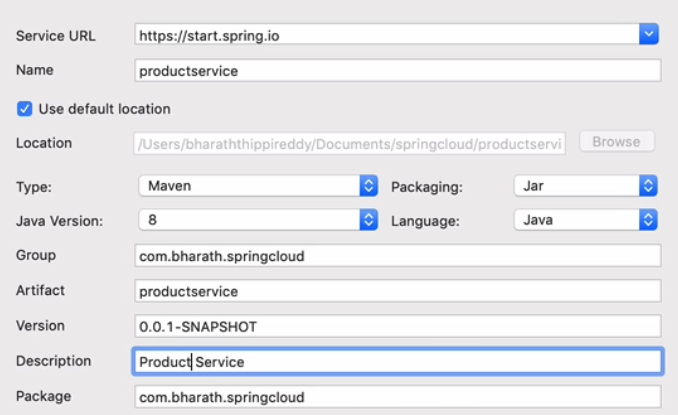 Service URL https://start.spring.io
Name productservice
Use default location
Location /Users/bharaththippireddy/Documents/springcloud/productservi Browse
Type: Maven Packaging: Jar
Java Version: 8 Language: Java
Group com.bharath.springcloud
Artifact productservice
Version 0.0.1-SNAPSHOT
Description Product Service
Package com.bharath.springcloud